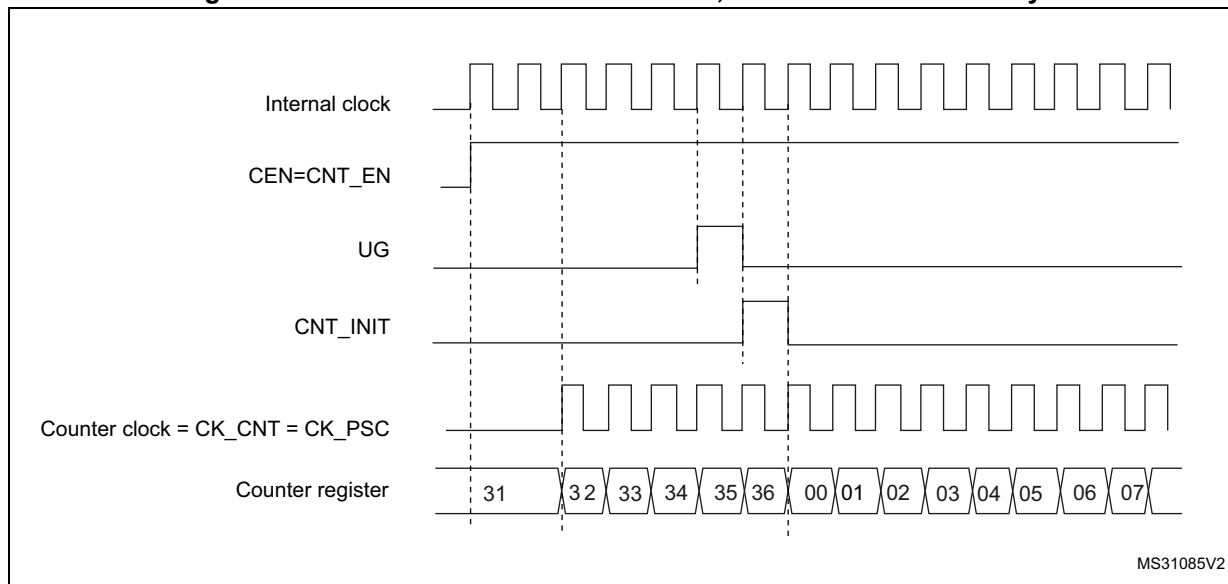 Internal clock
CEN=CNT_EN
UG
CNT_INIT
Counter clock = CK_CNT = CK_PSC
Counter register 31 32 33 34 35 36 00 01 02 03 04 05 06 07
MS31085V2